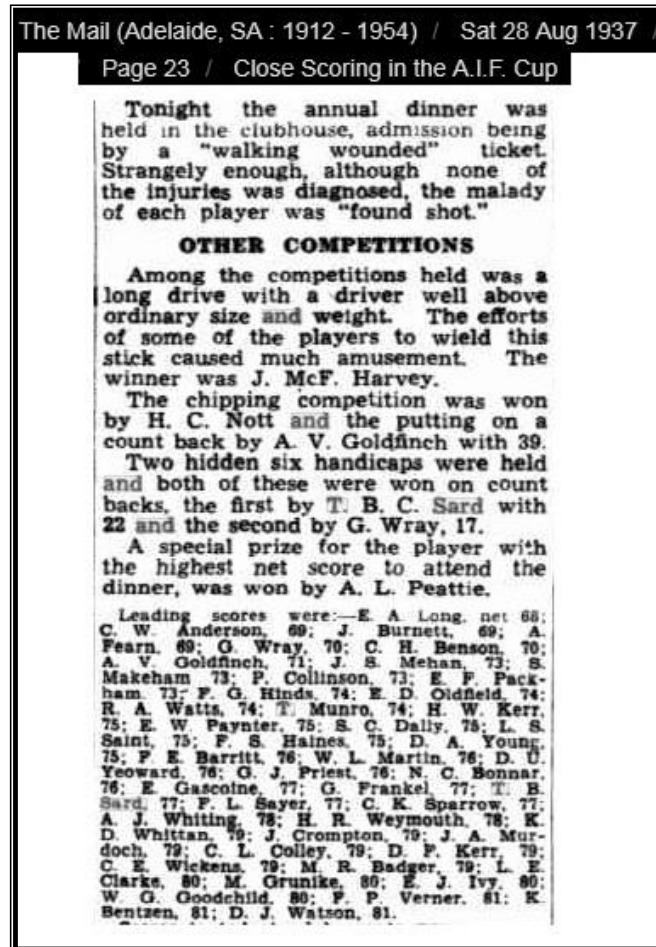 The Mail (Adelaide, SA : 1912 - 1954) / Sat 28 Aug 1937 /
Page 23 / Close Scoring in the A.I.F. Cup
Tonight the annual dinner was
held in the clubhouse, admission being
by a "walking wounded" ticket.
Strangely enough, although none of
the injuries was diagnosed, the malady
of each player was "found shot."
OTHER COMPETITIONS
Among the competitions held was a
long drive with a driver well above
ordinary size and weight. The efforts
of some of the players to wield this
stick caused much amusement. The
winner was J. McF. Harvey.
The chipping competition was won
by H. C. Nott and the putting on a
count back by A. V. Goldfinch with 39.
Two hidden six handicaps were held
and both of these were won on count
backs, the first by T. B. C. Sard with
22 and the second by G. Wray, 17.
A special prize for the player with
the highest net score to attend the
dinner, was won by A. L. Peattie.
Leading scores were:—E. A. Long, net 68;
C. W. Anderson, 69; J. Burnett, 69; A.
Fearn, 69; G. Wray, 70; C. H. Benson, 70;
A. V. Goldfinch, 71; J. S. Mehan, 73; S.
Makeham 73; P. Collinson, 73; E. F. Pack-
ham. 73; F. G. Hinds, 74; E. D. Oldfield, 74;
R. A. Watts, 74; T. Munro, 74; H. W. Kerr,
75; E. W. Paynter, 75; S. C. Dally, 75; L. S.
Saint, 75; F. S. Haines, 75; D. A. Young,
75; F. E. Barritt, 76; W. L. Martin, 76; D. U.
Yeoward, 76; G. J. Priest, 76; N. C. Bonnar,
76; E. Gascoine, 77; G. Frankel, 77; T. B
Sard, 77; F. L. Sayer, 77; C. K. Sparrow, 77;
A. J. Whiting, 78; H. R. Weymouth, 78; K.
D. Whittan, 79; J. Crompton, 79; J. A. Mur-
doch, 79; C. L. Colley, 79; D. F. Kerr, 79;
C. E. Wickens, 79; M. R. Badger, 79; L. E.
Clarke, 80; M. Grunike, 80; E. J. Ivy, 80;
W. G. Goodchild, 80; F. P. Verner, 81; K.
Bentzen, 81; D. J. Watson, 81.